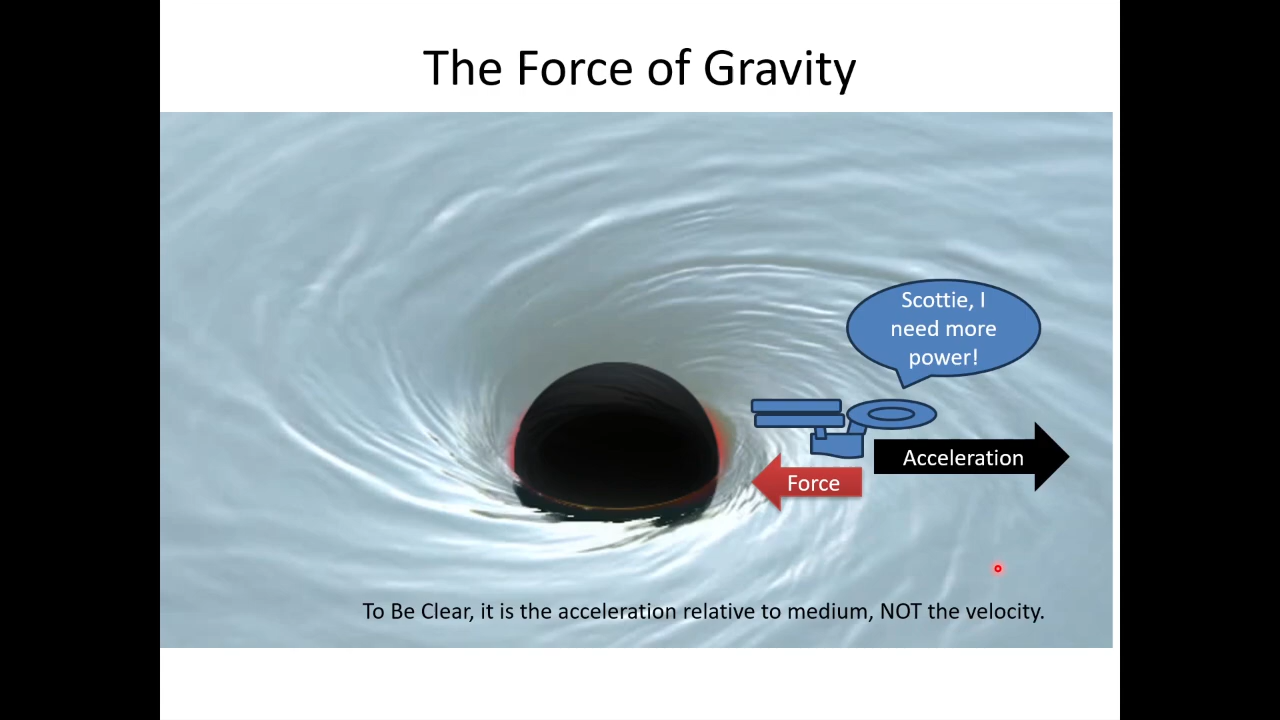 The Force of Gravity
Scottie, I
need more
power!
Acceleration
Force
To Be Clear, it is the acceleration relative to medium, NOT the velocity.